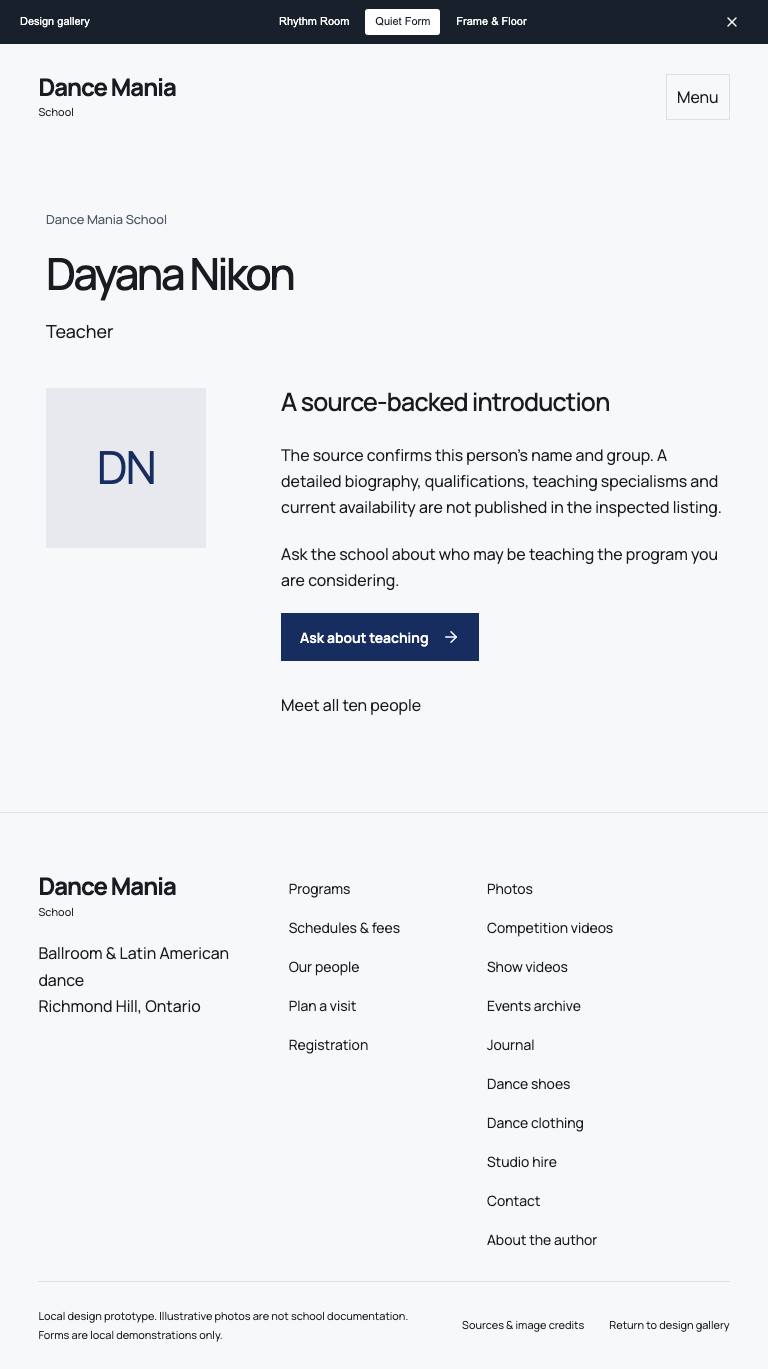 Design gallery
Rhythm Room
Quiet Form
Frame & Floor
Dance Mania
School
Menu
Dance Mania School
Dayana Nikon
Teacher
DN
A source-backed introduction
The source confirms this person's name and group. A
detailed biography, qualifications, teaching specialisms and
current availability are not published in the inspected listing.
Ask the school about who may be teaching the program you
are considering.
Ask about teaching
Meet all ten people
Dance Mania
School
Ballroom & Latin American
dance
Richmond Hill, Ontario
Programs
Schedules & fees
Our people
Plan a visit
Registration
Photos
Competition videos
Show videos
Events archive
Journal
Dance shoes
Dance clothing
Studio hire
Contact
About the author
Local design prototype. Illustrative photos are not school documentation.
Forms are local demonstrations only.
Sources & image credits
Return to design gallery